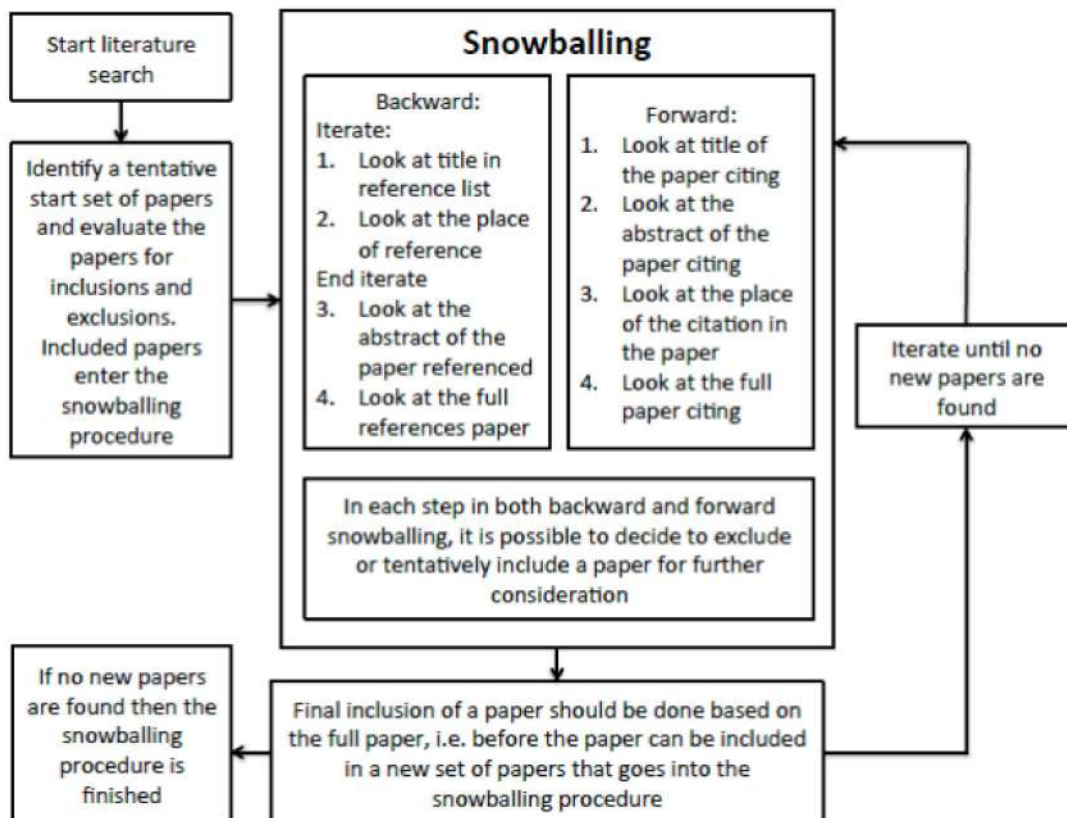 Start literature
search
Identify a tentative
start set of papers
and evaluate the
papers for
inclusions and
exclusions.
Included papers
enter the
snowballing
procedure
Snowballing
Backward:
Iterate:
1. Look at title in
reference list
2. Look at the place
of reference
End iterate
3. Look at the
abstract of the
paper referenced
4. Look at the full
references paper
Forward:
1. Look at title of
the paper citing
2. Look at the
abstract of the
paper citing
3. Look at the place
of the citation in
the paper
4. Look at the full
paper citing
In each step in both backward and forward
snowballing, it is possible to decide to exclude
or tentatively include a paper for further
consideration
Iterate until no
new papers are
found
Final inclusion of a paper should be done based on
the full paper, i.e. before the paper can be included
in a new set of papers that goes into the
snowballing procedure
If no new papers
are found then the
snowballing
procedure is
finished